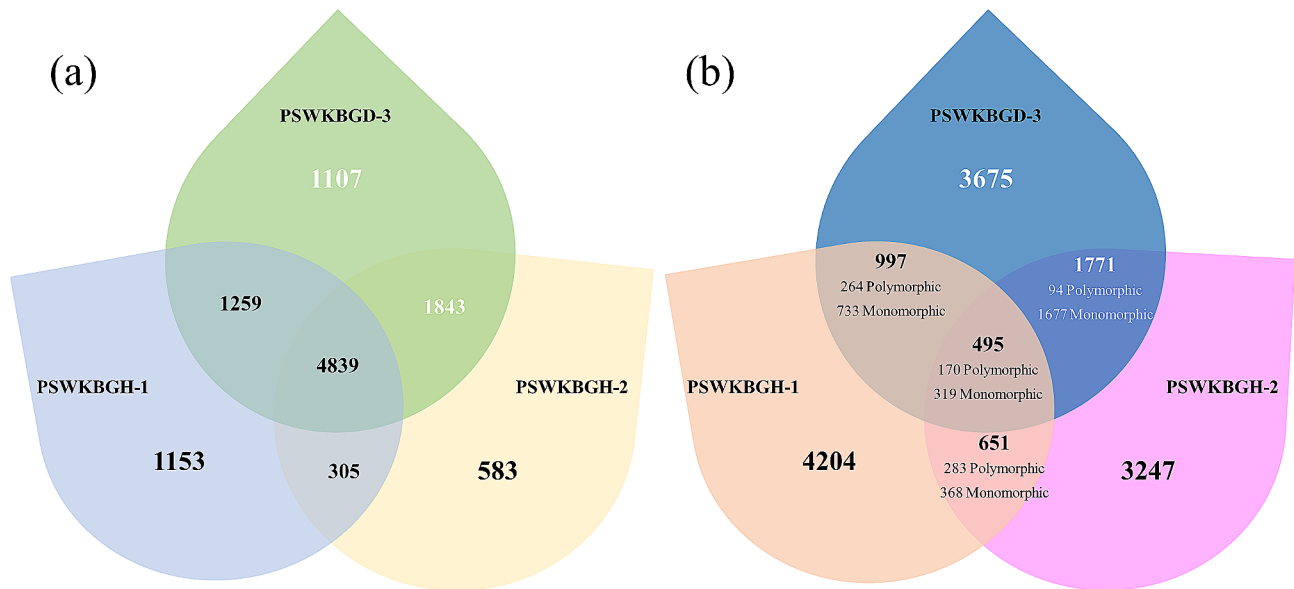 (a)
PSWKBGD-3
1107
1259
1843
4839
PSWKBGH-1
PSWKBGH-2
1153
305
583
(b)
PSWKBGD-3
3675
997
264 Polymorphic
733 Monomorphic
1771
94 Polymorphic
1677 Monomorphic
495
170 Polymorphic
319 Monomorphic
PSWKBGH-1
PSWKBGH-2
4204
651
283 Polymorphic
368 Monomorphic
3247